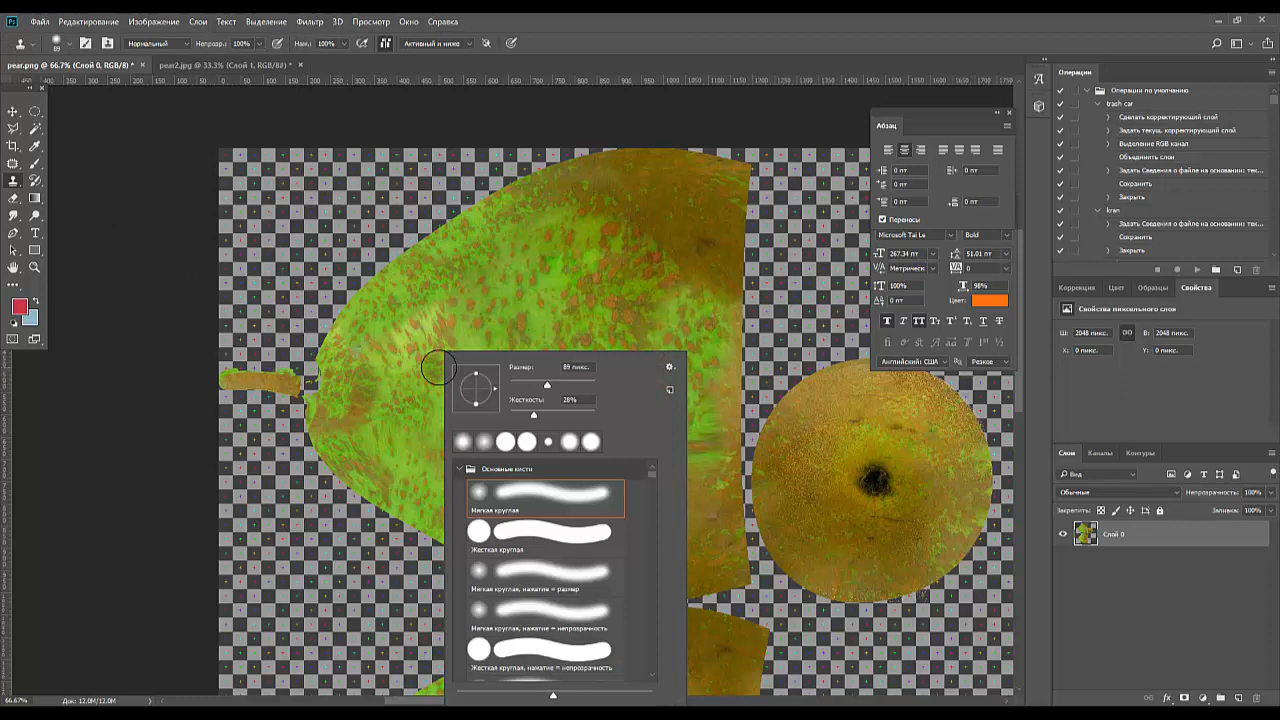 Ps Файл Редактирование Изображение Слои Текст Выделение Фильтр 3D Просмотр Окно Справка
89 Нормальный Непрозр.: 100% Наж.: 100% Активный и ниже
pear.png @ 66.7% (Слой 0, RGB/8) * × pear2.jpg @ 33.3% (Слой 1, RGB/8#) * ×
Операции
Операции по умолчанию
trash car
Сделать корректирующий слой
Задать текущ. корректирующий слой
Выделение RGB канал
Объединить слои
Задать Сведения о файле на основании: тек...
Сохранить
Закрыть
kran
Задать Сведения о файле на основании: тек...
Сохранить
Закрыть
Абзац
0 пт 0 пт
0 пт
0 пт 0 пт
Переносы
Microsoft Tai Le Bold
267.34 пт 51.01 пт
Метрическ 0
100% 98%
0 пт Цвет:
Английский: США Резкое
Коррекция Цвет Образцы Свойства
Свойства пиксельного слоя
Ш: 2048 пикс. В: 2048 пикс.
X: 0 пикс. Y: 0 пикс.
Размер: 89 пикс.
Жесткость: 28%
Основные кисти
Мягкая круглая
Жесткая круглая
Мягкая круглая, нажатие = размер
Мягкая круглая, нажатие = непрозрачность
Жесткая круглая, нажатие = непрозрачность
Слои Каналы Контуры
Вид
Обычные Непрозрачность: 100%
Закрепить: Заливка: 100%
Слой 0
66.67% Док: 12.0M/12.0M